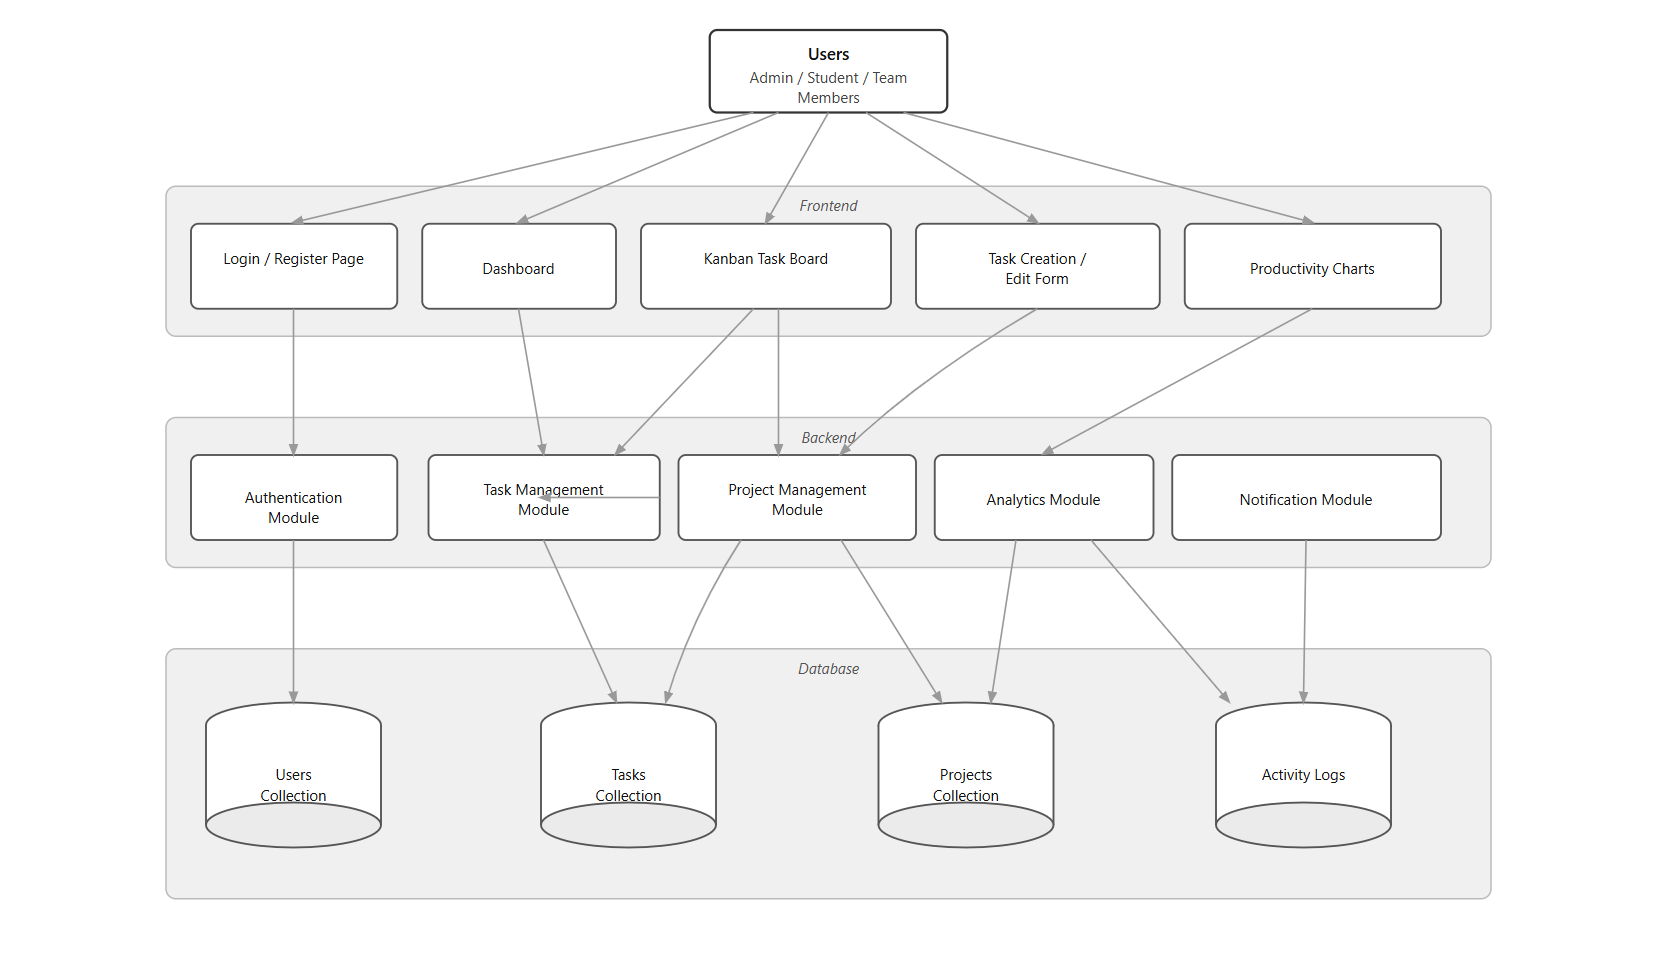 Users
Admin / Student / Team
Members
Frontend
Login / Register Page
Dashboard
Kanban Task Board
Task Creation /
Edit Form
Productivity Charts
Backend
Authentication
Module
Task Management
Module
Project Management
Module
Analytics Module
Notification Module
Database
Users
Collection
Tasks
Collection
Projects
Collection
Activity Logs